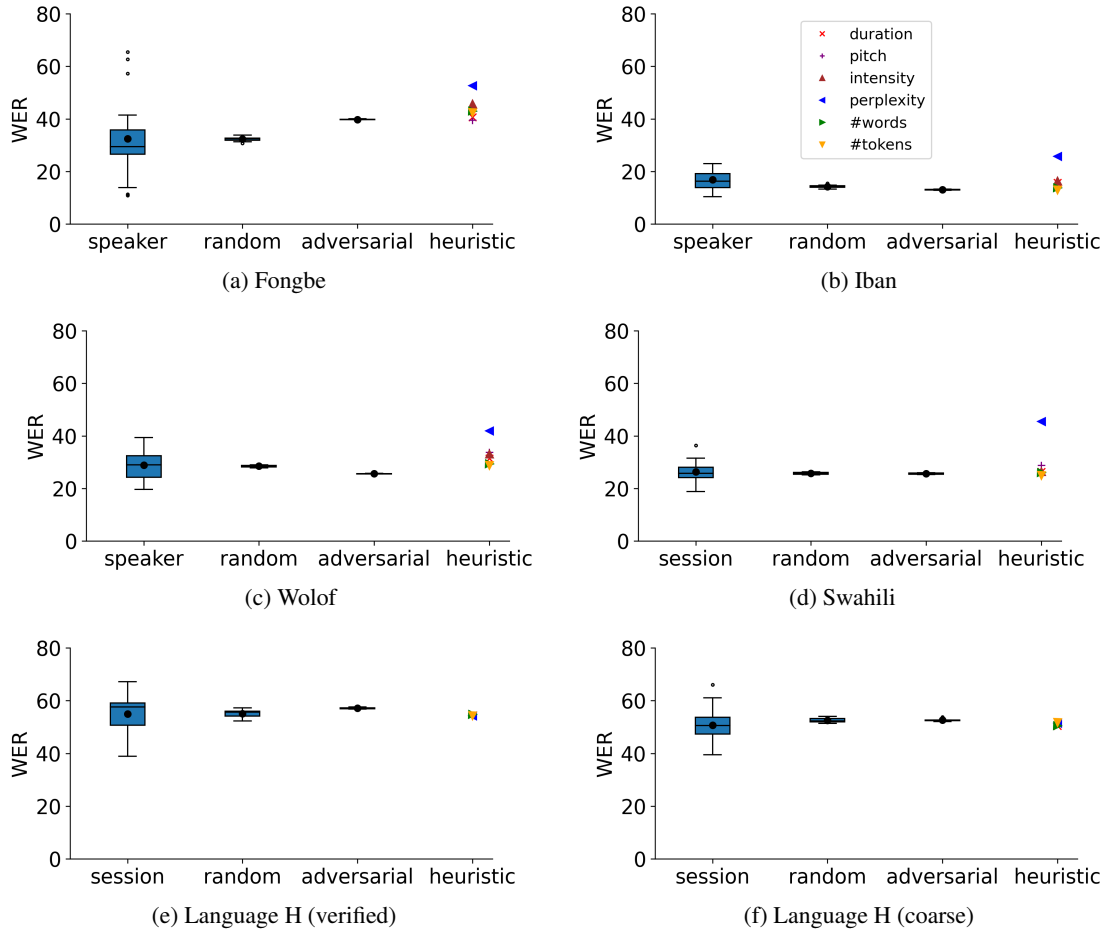 80
60
40
20
0
WER
speaker random adversarial heuristic
(a) Fongbe
80
60
40
20
0
WER
duration
pitch
intensity
perplexity
#words
#tokens
speaker random adversarial heuristic
(b) Iban
80
60
40
20
0
WER
speaker random adversarial heuristic
(c) Wolof
80
60
40
20
0
WER
session random adversarial heuristic
(d) Swahili
80
60
40
20
0
WER
session random adversarial heuristic
(e) Language H (verified)
80
60
40
20
0
WER
session random adversarial heuristic
(f) Language H (coarse)